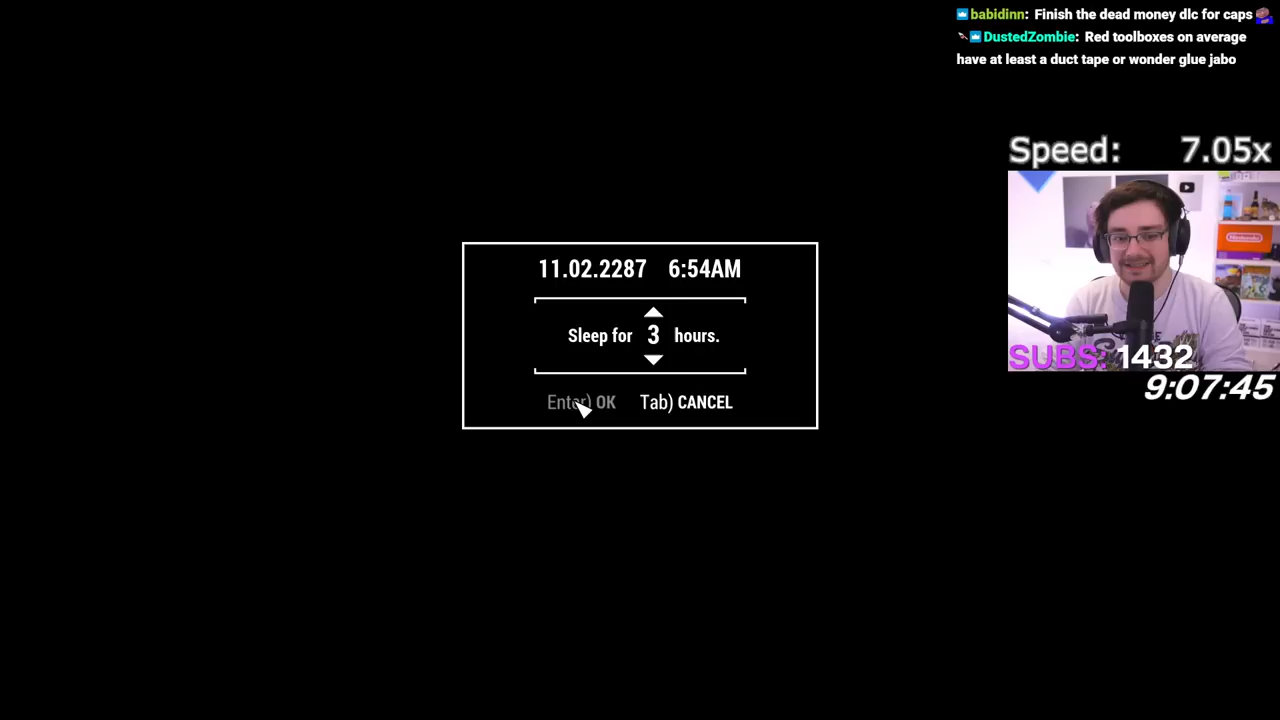 babidinn: Finish the dead money dlc for caps
DustedZombie: Red toolboxes on average
have at least a duct tape or wonder glue jabo
Speed: 7.05x
11.02.2287 6:54AM
Sleep for 3 hours.
Enter) OK Tab) CANCEL
SUBS: 1432
9:07:45